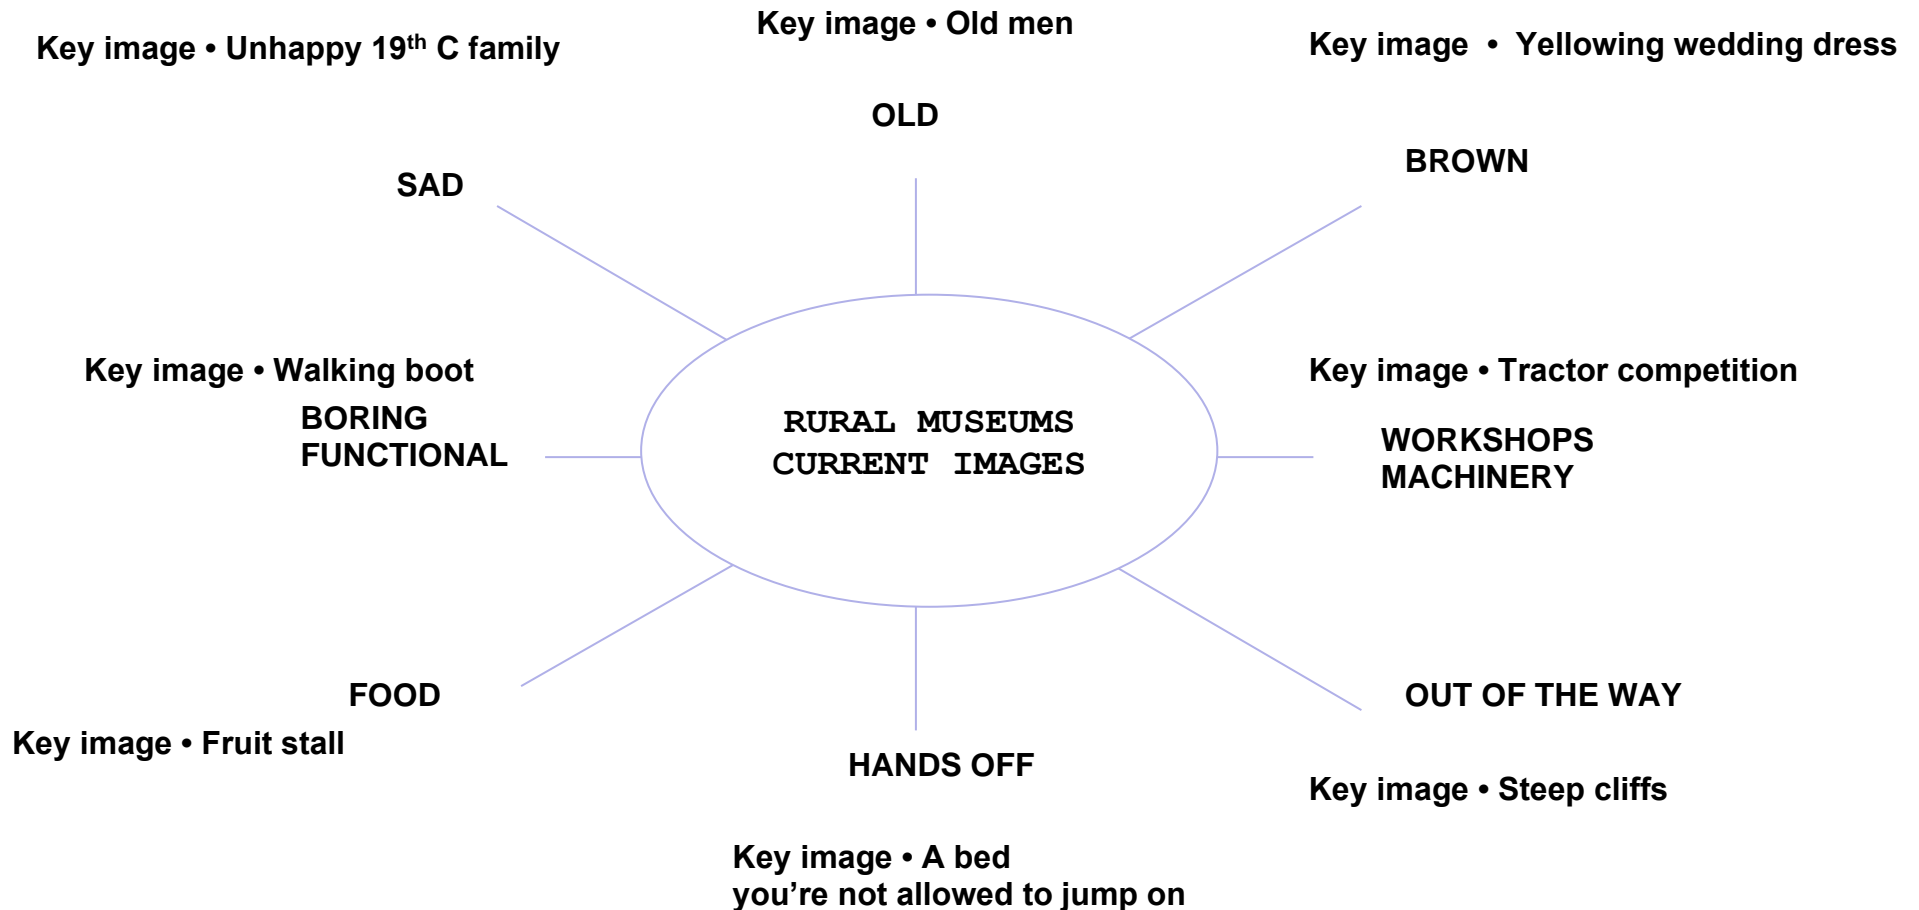 Key image • Old men
Key image • Unhappy 19th C family
Key image • Yellowing wedding dress
OLD
BROWN
SAD
Key image • Walking boot
BORING
FUNCTIONAL
RURAL MUSEUMS
CURRENT IMAGES
Key image • Tractor competition
WORKSHOPS
MACHINERY
FOOD
Key image • Fruit stall
HANDS OFF
Key image • A bed
you’re not allowed to jump on
OUT OF THE WAY
Key image • Steep cliffs